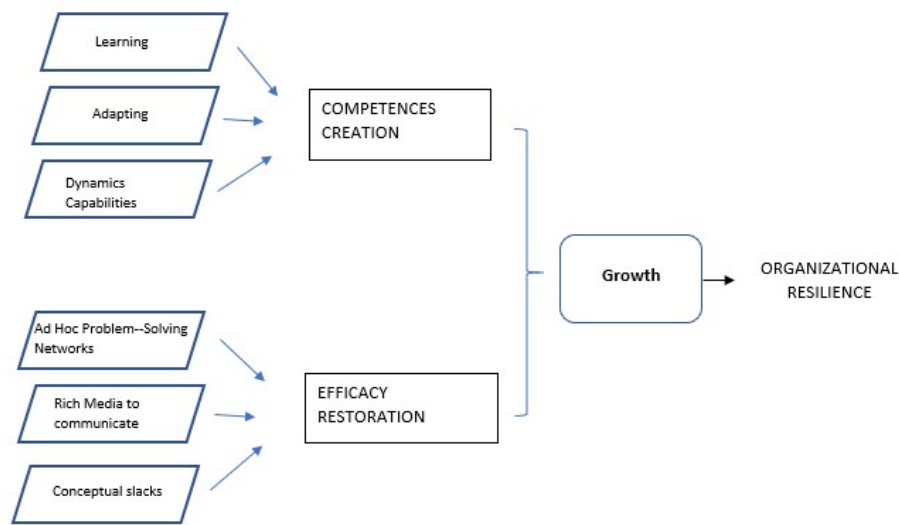 Learning
Adapting
Dynamics
Capabilities
COMPETENCES
CREATION
Ad Hoc Problem--Solving
Networks
Rich Media to
communicate
Conceptual slacks
EFFICACY
RESTORATION
Growth
ORGANIZATIONAL
RESILIENCE